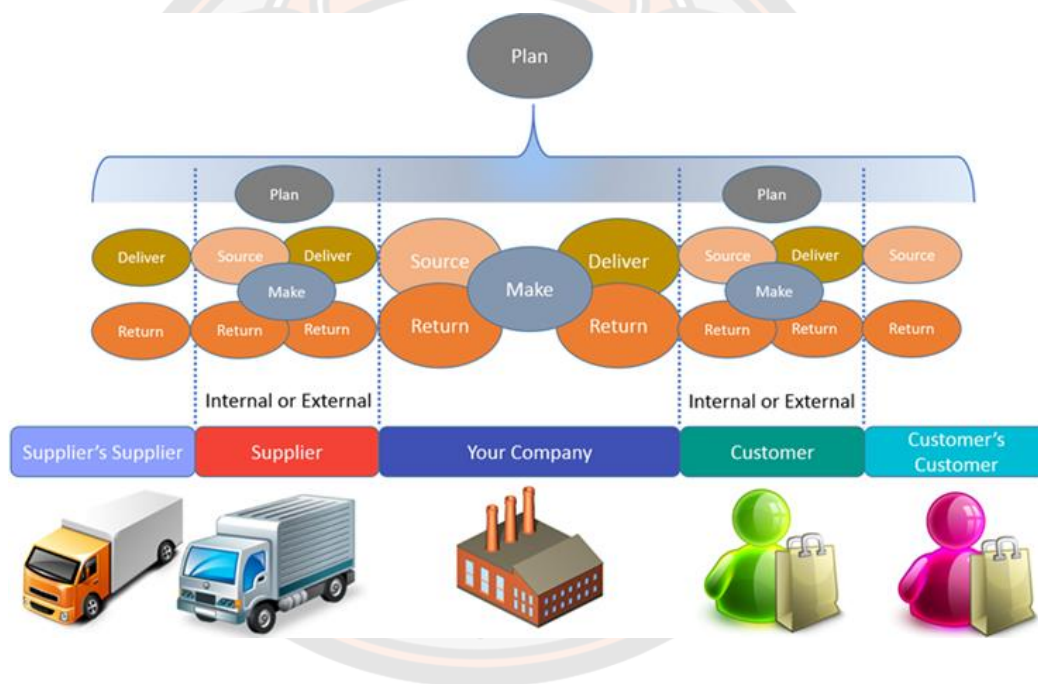 Plan
Plan
Plan
Deliver
Source
Deliver
Source
Deliver
Source
Deliver
Source
Make
Make
Make
Return
Return
Return
Return
Return
Return
Return
Return
Internal or External
Internal or External
Supplier's Supplier
Supplier
Your Company
Customer
Customer's
Customer